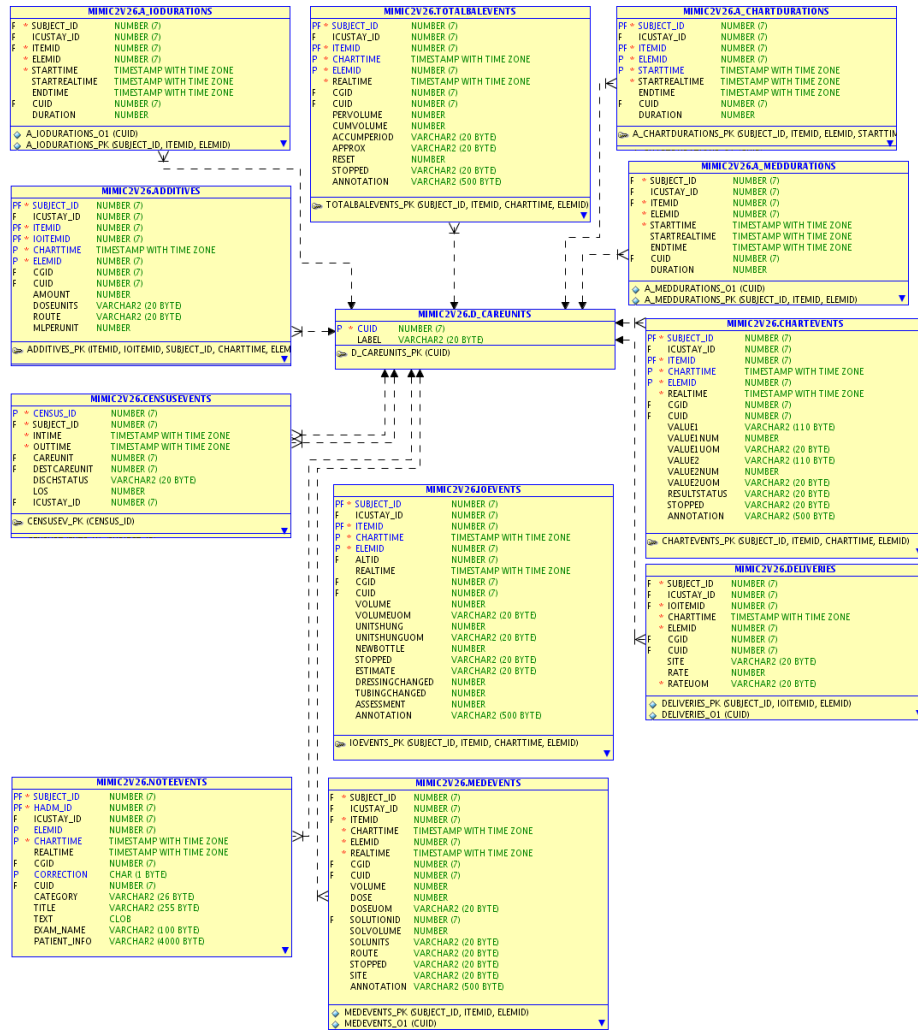 MIMIC2V26.A_IODURATIONS
F * SUBJECT_ID NUMBER (7)
F ICUSTAY_ID NUMBER (7)
F * ITEMID NUMBER (7)
* ELEMID NUMBER (7)
* STARTTIME TIMESTAMP WITH TIME ZONE
STARTREALTIME TIMESTAMP WITH TIME ZONE
ENDTIME TIMESTAMP WITH TIME ZONE
F CUID NUMBER (7)
DURATION NUMBER
A_IODURATIONS_O1 (CUID)
A_IODURATIONS_PK (SUBJECT_ID, ITEMID, ELEMID)
MIMIC2V26.TOTALBALEVENTS
PF * SUBJECT_ID NUMBER (7)
F ICUSTAY_ID NUMBER (7)
PF * ITEMID NUMBER (7)
P * CHARTTIME TIMESTAMP WITH TIME ZONE
P * ELEMID NUMBER (7)
* REALTIME TIMESTAMP WITH TIME ZONE
F CGID NUMBER (7)
F CUID NUMBER (7)
PERVOLUME NUMBER
CUMVOLUME NUMBER
ACCUMPERIOD VARCHAR2 (20 BYTE)
APPROX VARCHAR2 (20 BYTE)
RESET NUMBER
STOPPED VARCHAR2 (20 BYTE)
ANNOTATION VARCHAR2 (500 BYTE)
TOTALBALEVENTS_PK (SUBJECT_ID, ITEMID, CHARTTIME, ELEMID)
MIMIC2V26.A_CHARTDURATIONS
PF * SUBJECT_ID NUMBER (7)
F ICUSTAY_ID NUMBER (7)
PF * ITEMID NUMBER (7)
P * ELEMID NUMBER (7)
P * STARTTIME TIMESTAMP WITH TIME ZONE
* STARTREALTIME TIMESTAMP WITH TIME ZONE
ENDTIME TIMESTAMP WITH TIME ZONE
F CUID NUMBER (7)
DURATION NUMBER
A_CHARTDURATIONS_PK (SUBJECT_ID, ITEMID, ELEMID, STARTTIM
MIMIC2V26.A_MEDDURATIONS
F * SUBJECT_ID NUMBER (7)
F ICUSTAY_ID NUMBER (7)
F * ITEMID NUMBER (7)
* ELEMID NUMBER (7)
* STARTTIME TIMESTAMP WITH TIME ZONE
STARTREALTIME TIMESTAMP WITH TIME ZONE
ENDTIME TIMESTAMP WITH TIME ZONE
F CUID NUMBER (7)
DURATION NUMBER
A_MEDDURATIONS_O1 (CUID)
A_MEDDURATIONS_PK (SUBJECT_ID, ITEMID, ELEMID)
MIMIC2V26.ADDITIVES
PF * SUBJECT_ID NUMBER (7)
F ICUSTAY_ID NUMBER (7)
PF * ITEMID NUMBER (7)
PF * IOITEMID NUMBER (7)
P * CHARTTIME TIMESTAMP WITH TIME ZONE
P * ELEMID NUMBER (7)
F CGID NUMBER (7)
F CUID NUMBER (7)
AMOUNT NUMBER
DOSEUNITS VARCHAR2 (20 BYTE)
ROUTE VARCHAR2 (20 BYTE)
MLPERUNIT NUMBER
ADDITIVES_PK (ITEMID, IOITEMID, SUBJECT_ID, CHARTTIME, ELEM
MIMIC2V26.D_CAREUNITS
P * CUID NUMBER (7)
LABEL VARCHAR2 (20 BYTE)
D_CAREUNITS_PK (CUID)
MIMIC2V26.CHARTEVENTS
PF * SUBJECT_ID NUMBER (7)
F ICUSTAY_ID NUMBER (7)
PF * ITEMID NUMBER (7)
P * CHARTTIME TIMESTAMP WITH TIME ZONE
P * ELEMID NUMBER (7)
* REALTIME TIMESTAMP WITH TIME ZONE
F CGID NUMBER (7)
F CUID NUMBER (7)
VALUE1 VARCHAR2 (110 BYTE)
VALUE1NUM NUMBER
VALUE1UOM VARCHAR2 (20 BYTE)
VALUE2 VARCHAR2 (110 BYTE)
VALUE2NUM NUMBER
VALUE2UOM VARCHAR2 (20 BYTE)
RESULTSTATUS VARCHAR2 (20 BYTE)
STOPPED VARCHAR2 (20 BYTE)
ANNOTATION VARCHAR2 (500 BYTE)
CHARTEVENTS_PK (SUBJECT_ID, ITEMID, CHARTTIME, ELEMID)
MIMIC2V26.CENSUSEVENTS
P * CENSUS_ID NUMBER (7)
F * SUBJECT_ID NUMBER (7)
* INTIME TIMESTAMP WITH TIME ZONE
* OUTTIME TIMESTAMP WITH TIME ZONE
F CAREUNIT NUMBER (7)
F DESTCAREUNIT NUMBER (7)
DISCHSTATUS VARCHAR2 (20 BYTE)
LOS NUMBER
F ICUSTAY_ID NUMBER (7)
CENSUSEV_PK (CENSUS_ID)
MIMIC2V26.IOEVENTS
PF * SUBJECT_ID NUMBER (7)
F ICUSTAY_ID NUMBER (7)
PF * ITEMID NUMBER (7)
P * CHARTTIME TIMESTAMP WITH TIME ZONE
P * ELEMID NUMBER (7)
F ALTID NUMBER (7)
REALTIME TIMESTAMP WITH TIME ZONE
F CGID NUMBER (7)
F CUID NUMBER (7)
VOLUME NUMBER
VOLUMEUOM VARCHAR2 (20 BYTE)
UNITSHUNG NUMBER
UNITSHUNGUOM VARCHAR2 (20 BYTE)
NEWBOTTLE NUMBER
STOPPED VARCHAR2 (20 BYTE)
ESTIMATE VARCHAR2 (20 BYTE)
DRESSINGCHANGED NUMBER
TUBINGCHANGED NUMBER
ASSESSMENT NUMBER
ANNOTATION VARCHAR2 (500 BYTE)
IOEVENTS_PK (SUBJECT_ID, ITEMID, CHARTTIME, ELEMID)
MIMIC2V26.DELIVERIES
F * SUBJECT_ID NUMBER (7)
F ICUSTAY_ID NUMBER (7)
F * IOITEMID NUMBER (7)
* CHARTTIME TIMESTAMP WITH TIME ZONE
* ELEMID NUMBER (7)
F CGID NUMBER (7)
F CUID NUMBER (7)
SITE VARCHAR2 (20 BYTE)
RATE NUMBER
* RATEUOM VARCHAR2 (20 BYTE)
DELIVERIES_PK (SUBJECT_ID, IOITEMID, ELEMID)
DELIVERIES_O1 (CUID)
MIMIC2V26.NOTEEVENTS
PF * SUBJECT_ID NUMBER (7)
PF * HADM_ID NUMBER (7)
F ICUSTAY_ID NUMBER (7)
P ELEMID NUMBER (7)
P * CHARTTIME TIMESTAMP WITH TIME ZONE
REALTIME TIMESTAMP WITH TIME ZONE
F CGID NUMBER (7)
P CORRECTION CHAR (1 BYTE)
F CUID NUMBER (7)
CATEGORY VARCHAR2 (26 BYTE)
TITLE VARCHAR2 (255 BYTE)
TEXT CLOB
EXAM_NAME VARCHAR2 (100 BYTE)
PATIENT_INFO VARCHAR2 (4000 BYTE)
MIMIC2V26.MEDEVENTS
F * SUBJECT_ID NUMBER (7)
F ICUSTAY_ID NUMBER (7)
F * ITEMID NUMBER (7)
* CHARTTIME TIMESTAMP WITH TIME ZONE
* ELEMID NUMBER (7)
* REALTIME TIMESTAMP WITH TIME ZONE
F CGID NUMBER (7)
F CUID NUMBER (7)
VOLUME NUMBER
DOSE NUMBER
DOSEUOM VARCHAR2 (20 BYTE)
F SOLUTIONID NUMBER (7)
SOLVOLUME NUMBER
SOLUNITS VARCHAR2 (20 BYTE)
ROUTE VARCHAR2 (20 BYTE)
STOPPED VARCHAR2 (20 BYTE)
SITE VARCHAR2 (20 BYTE)
ANNOTATION VARCHAR2 (500 BYTE)
MEDEVENTS_PK (SUBJECT_ID, ITEMID, ELEMID)
MEDEVENTS_O1 (CUID)